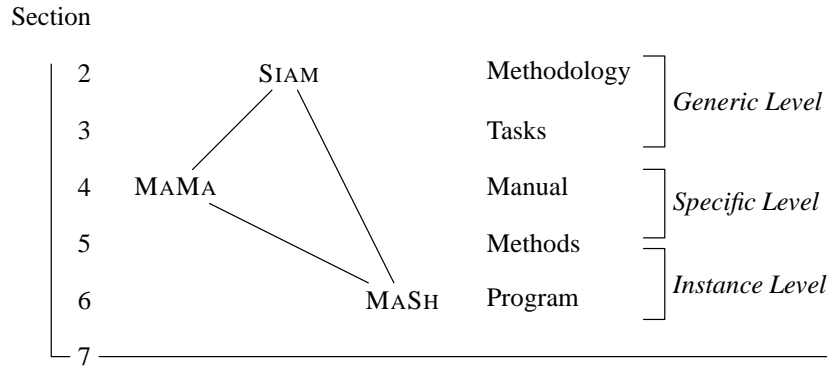 Section
2 SIAM Methodology
Generic Level
3 Tasks
4 MAMA Manual
Specific Level
5 Methods
6 MASH Program
Instance Level
7